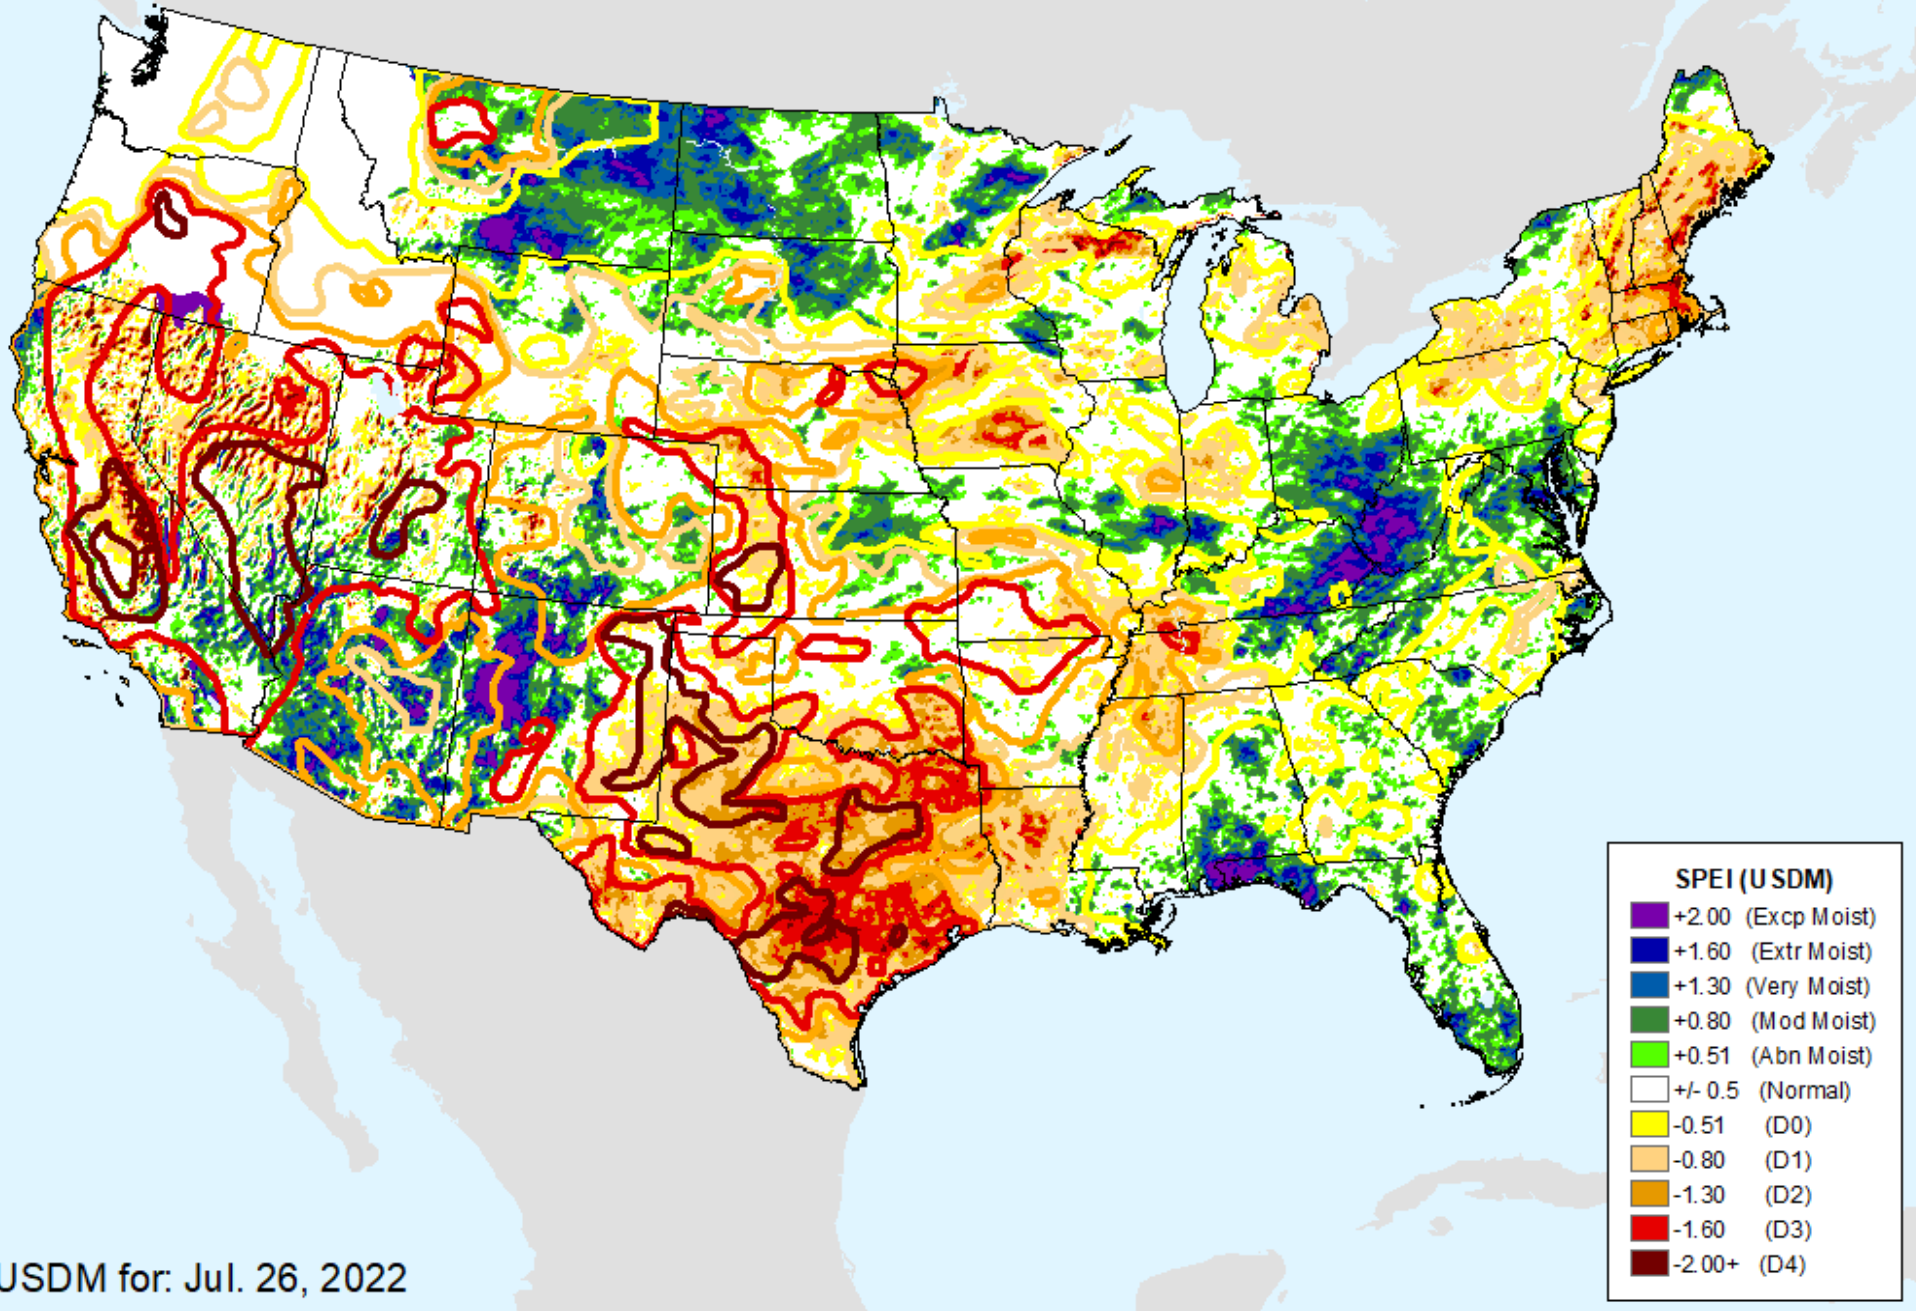 SPEI (USDM)
+2.00 (Excp Moist)
+1.60 (Extr Moist)
+1.30 (Very Moist)
+0.80 (Mod Moist)
+0.51 (Abn Moist)
+/- 0.5 (Normal)
-0.51 (D0)
-0.80 (D1)
-1.30 (D2)
-1.60 (D3)
-2.00+ (D4)
USDM for: Jul. 26, 2022